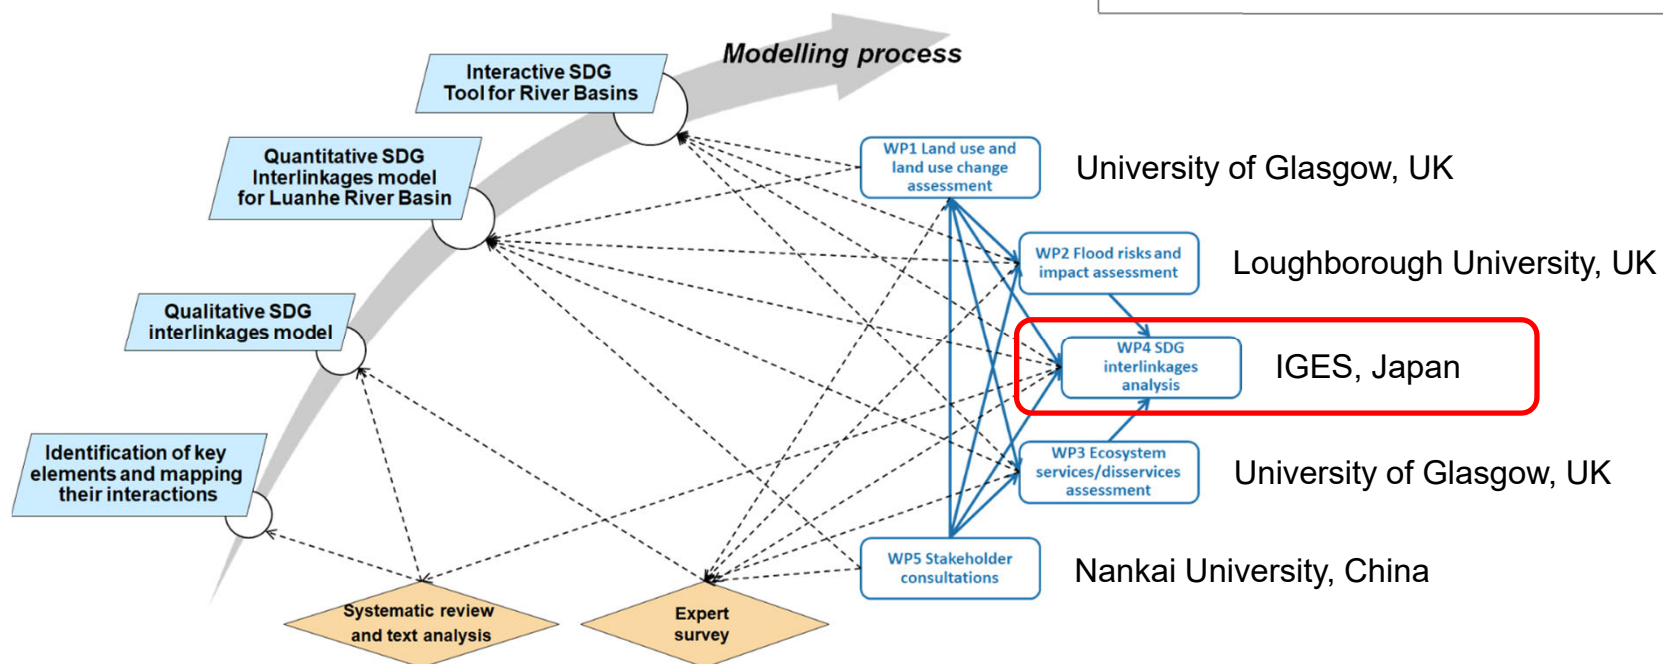 Modelling process
Interactive SDG
Tool for River Basins
Quantitative SDG
Interlinkages model
for Luanhe River Basin
Qualitative SDG
interlinkages model
Identification of key
elements and mapping
their interactions
Systematic review
and text analysis
Expert
survey
WP1 Land use and
land use change
assessment
University of Glasgow, UK
WP2 Flood risks and
impact assessment
Loughborough University, UK
WP4 SDG
interlinkages
analysis
IGES, Japan
WP3 Ecosystem
services/disservices
assessment
University of Glasgow, UK
WP5 Stakeholder
consultations
Nankai University, China